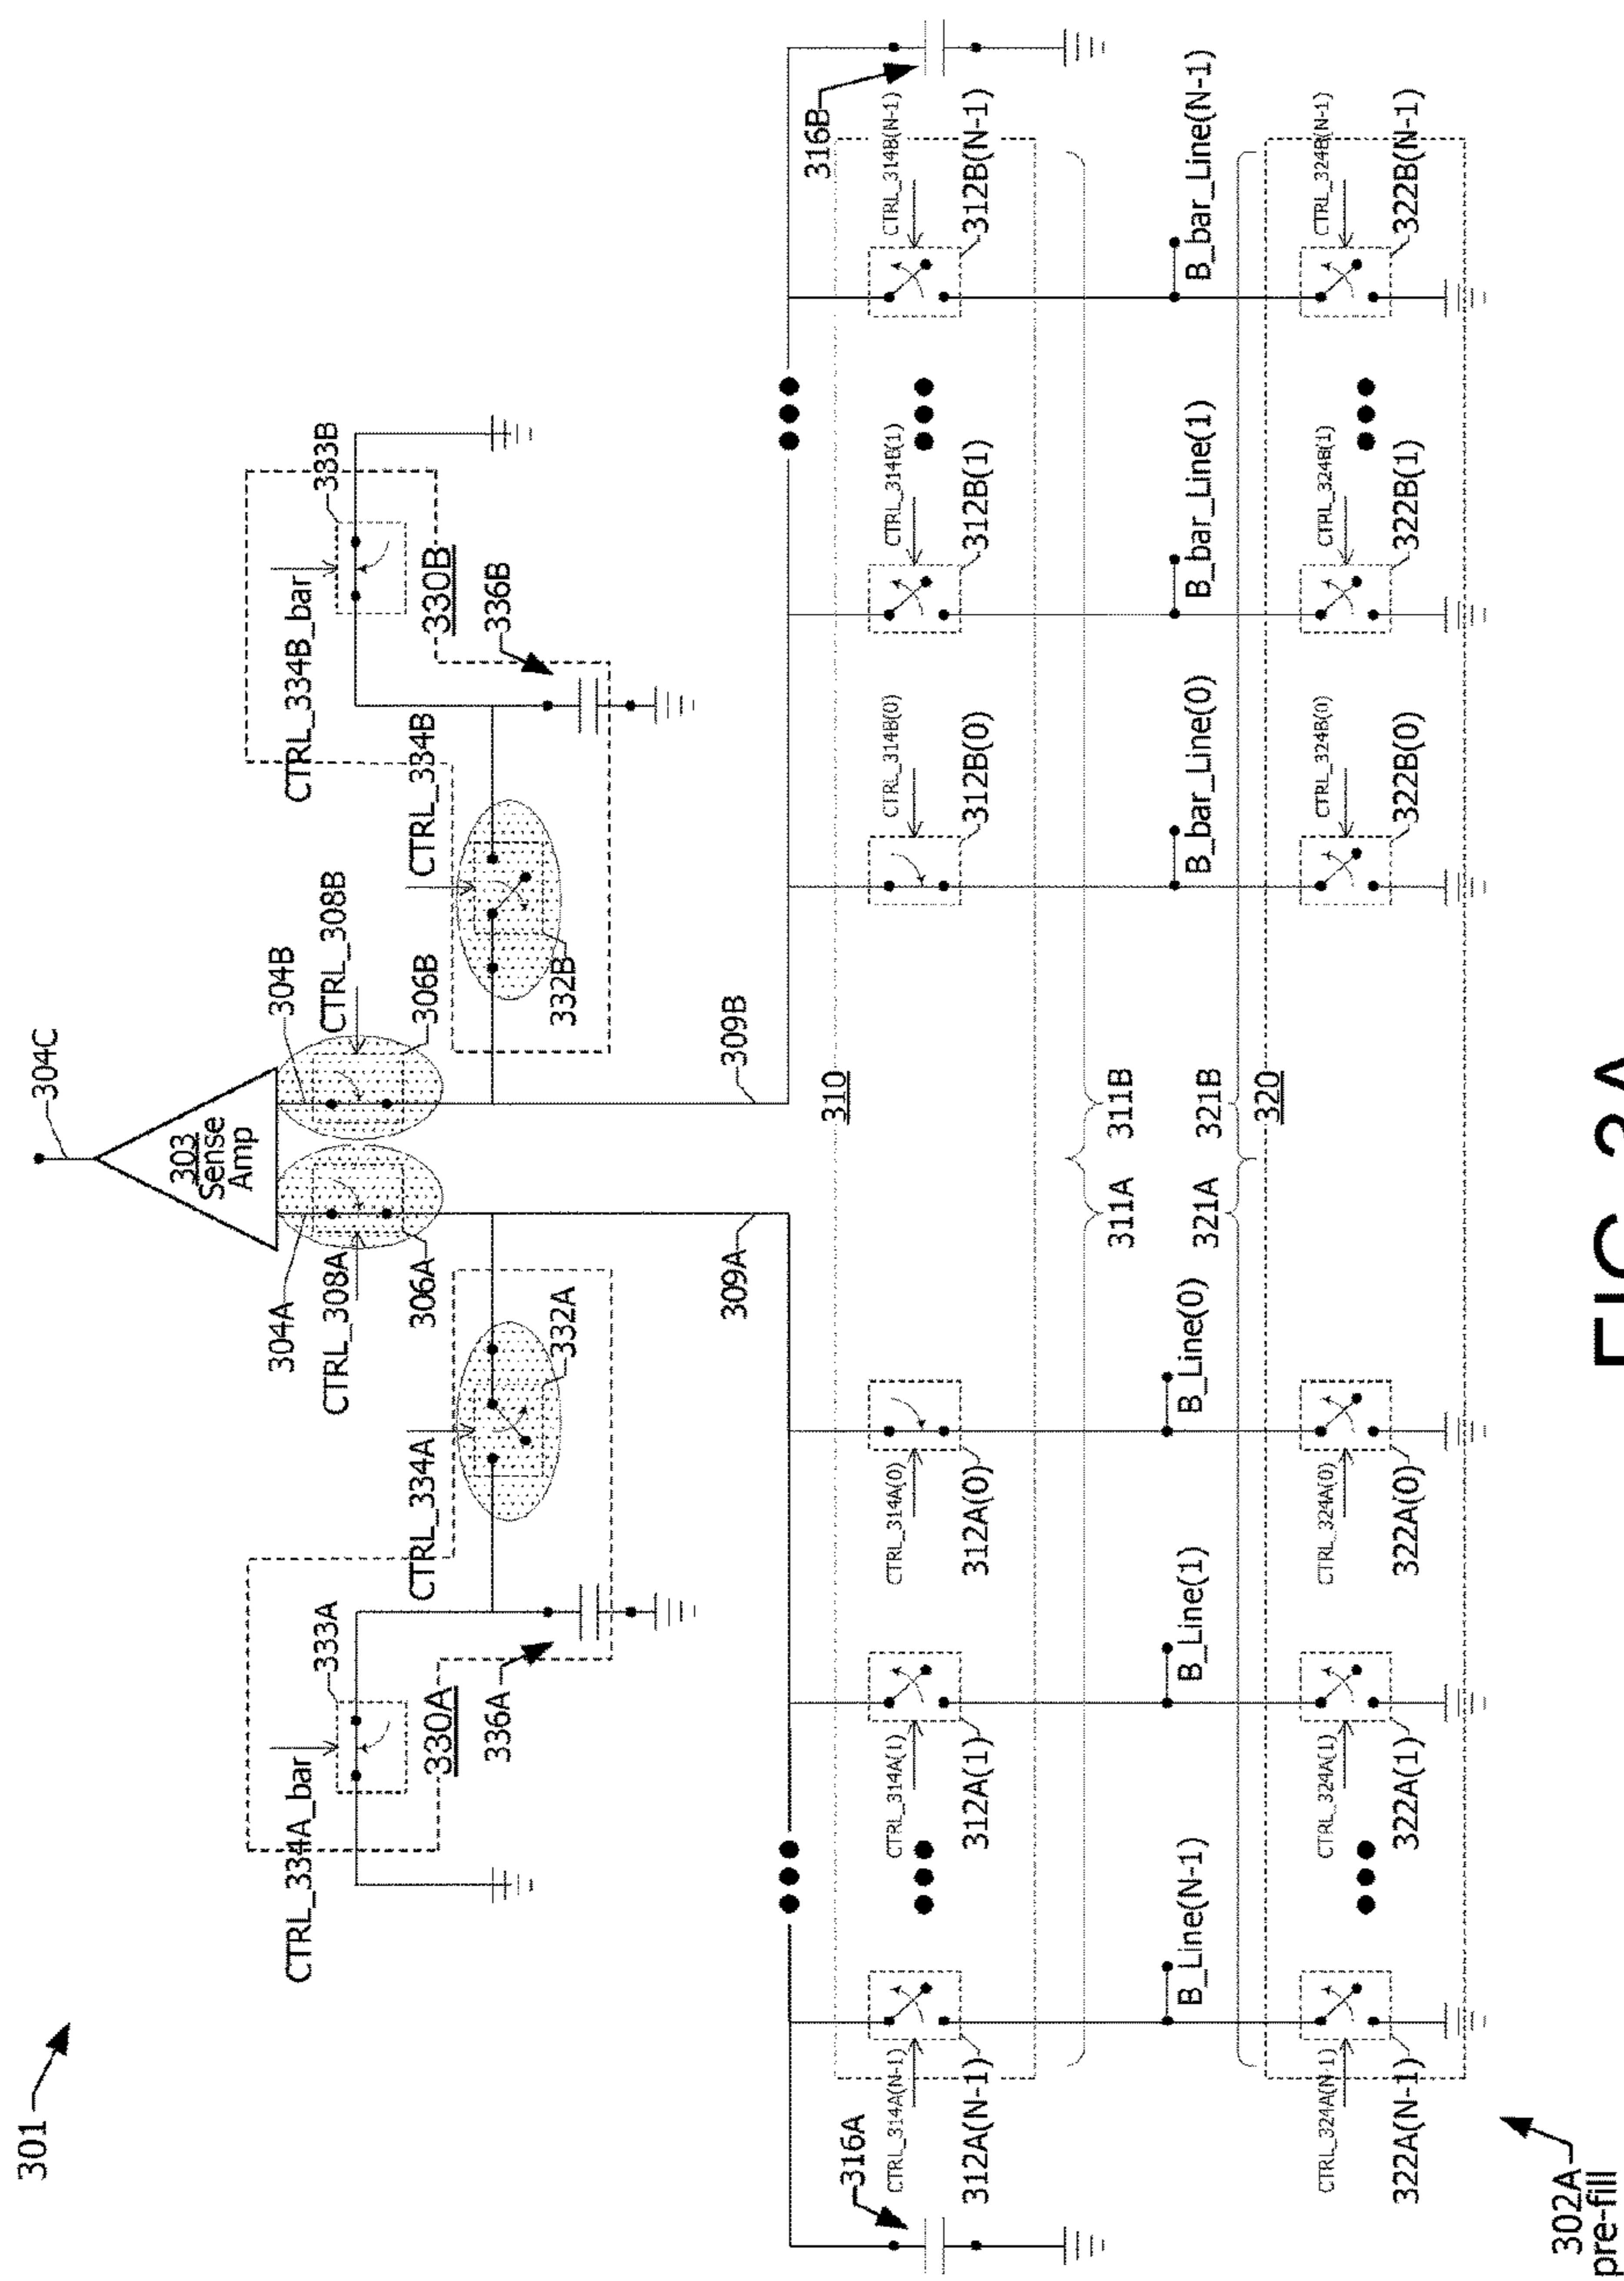 301
304C
303
Sense
Amp
304A
304B
CTRL_308A
CTRL_308B
306A
306B
CTRL_334A_bar
333A
330A
336A
CTRL_334A
332A
CTRL_334B_bar
333B
330B
336B
CTRL_334B
332B
309A
309B
310
316A
316B
CTRL_314A(N-1)
CTRL_314A(1)
CTRL_314A(0)
CTRL_314B(0)
CTRL_314B(1)
CTRL_314B(N-1)
312A(N-1)
312A(1)
312A(0)
312B(0)
312B(1)
312B(N-1)
311A
311B
B_Line(N-1)
B_Line(1)
B_Line(0)
B_bar_Line(0)
B_bar_Line(1)
B_bar_Line(N-1)
321A
321B
320
CTRL_324A(N-1)
CTRL_324A(1)
CTRL_324A(0)
CTRL_324B(0)
CTRL_324B(1)
CTRL_324B(N-1)
322A(N-1)
322A(1)
322A(0)
322B(0)
322B(1)
322B(N-1)
302A
pre-fill
FIG 3A